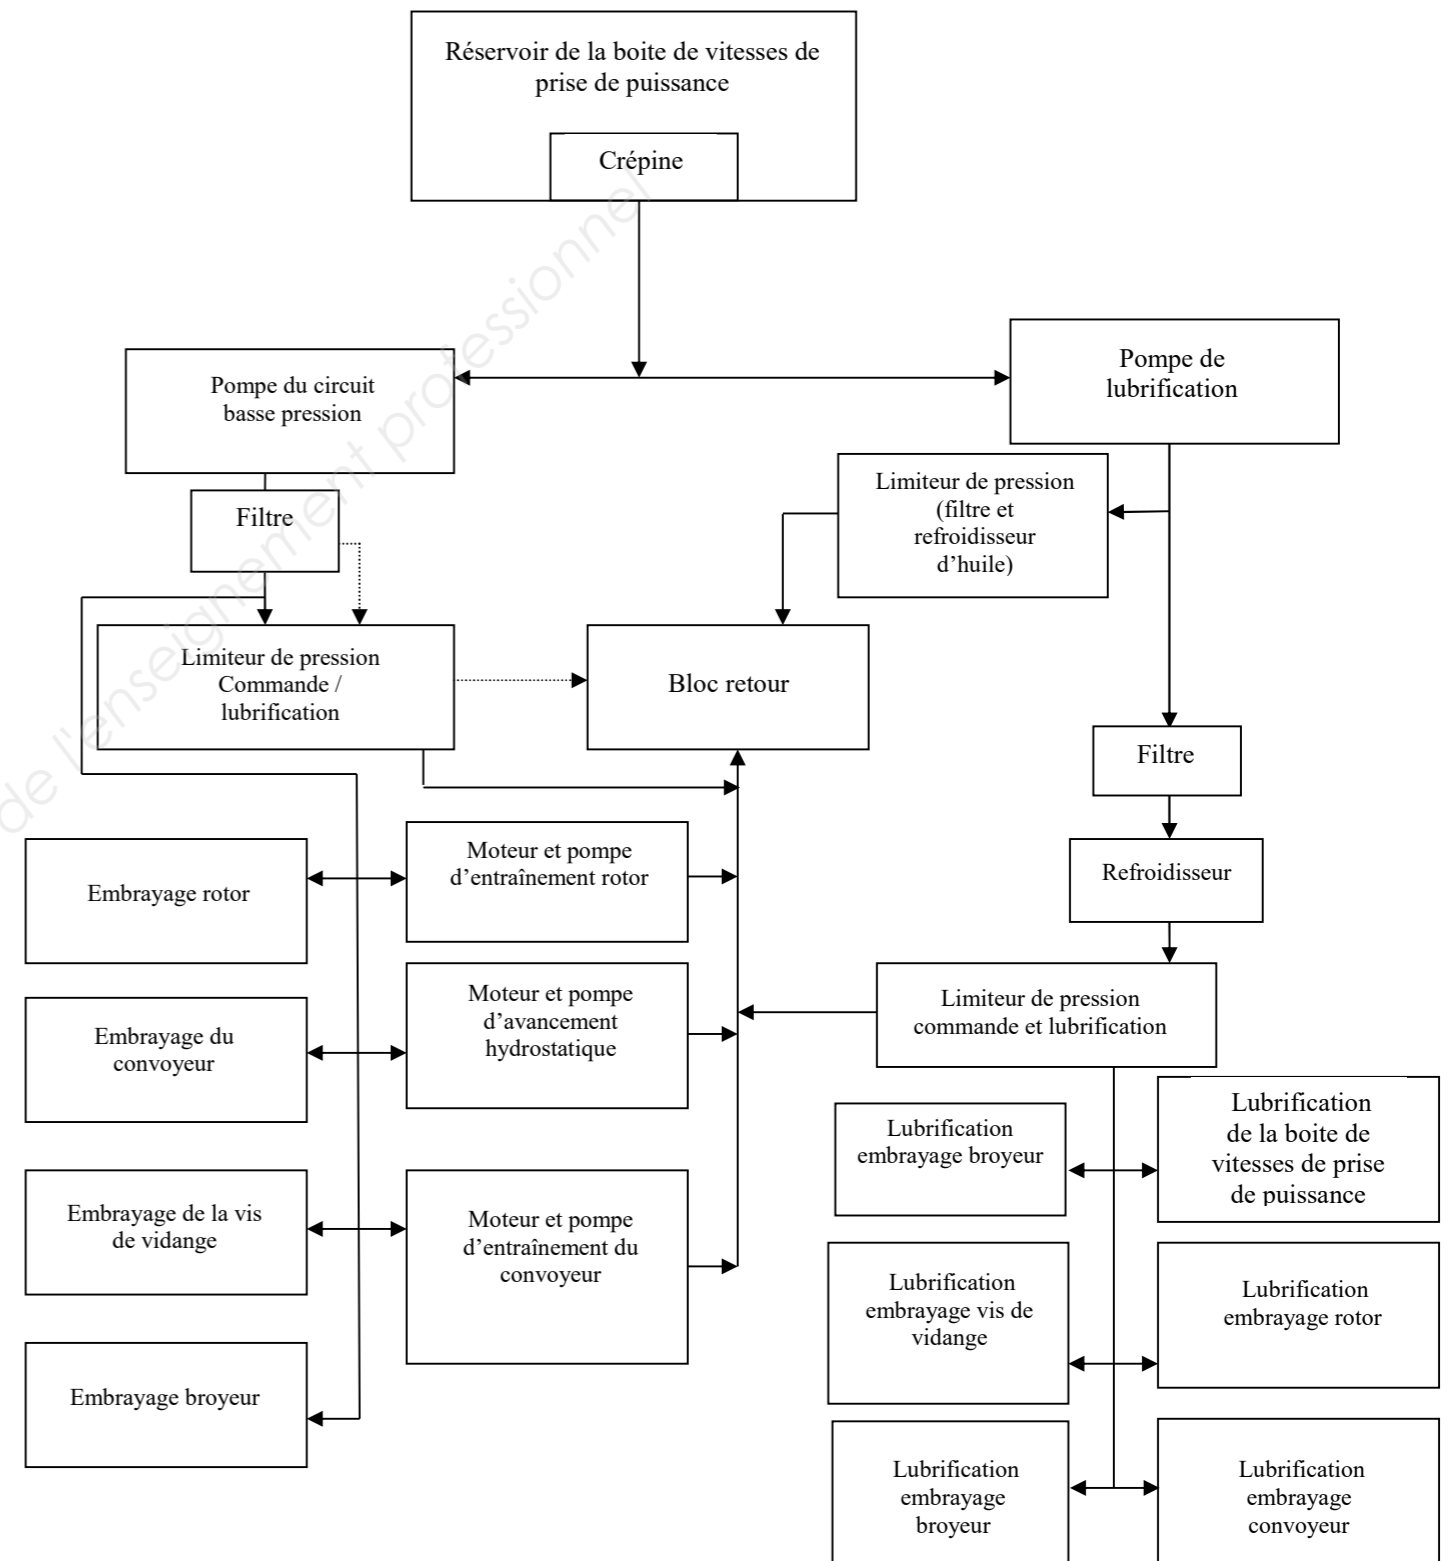 Réservoir de la boite de vitesses de
prise de puissance
Crépine
Pompe du circuit
basse pression
Pompe de
lubrification
Filtre
Limiteur de pression
(filtre et
refroidisseur
d’huile)
Limiteur de pression
Commande /
lubrification
Bloc retour
Filtre
Refroidisseur
Embrayage rotor
Moteur et pompe
d’entraînement rotor
Embrayage du
convoyeur
Moteur et pompe
d’avancement
hydrostatique
Limiteur de pression
commande et lubrification
Embrayage de la vis
de vidange
Moteur et pompe
d’entraînement du
convoyeur
Embrayage broyeur
Lubrification
embrayage broyeur
Lubrification
de la boite de
vitesses de prise
de puissance
Lubrification
embrayage vis de
vidange
Lubrification
embrayage rotor
Lubrification
embrayage
broyeur
Lubrification
embrayage
convoyeur
de l'enseignement professionnel